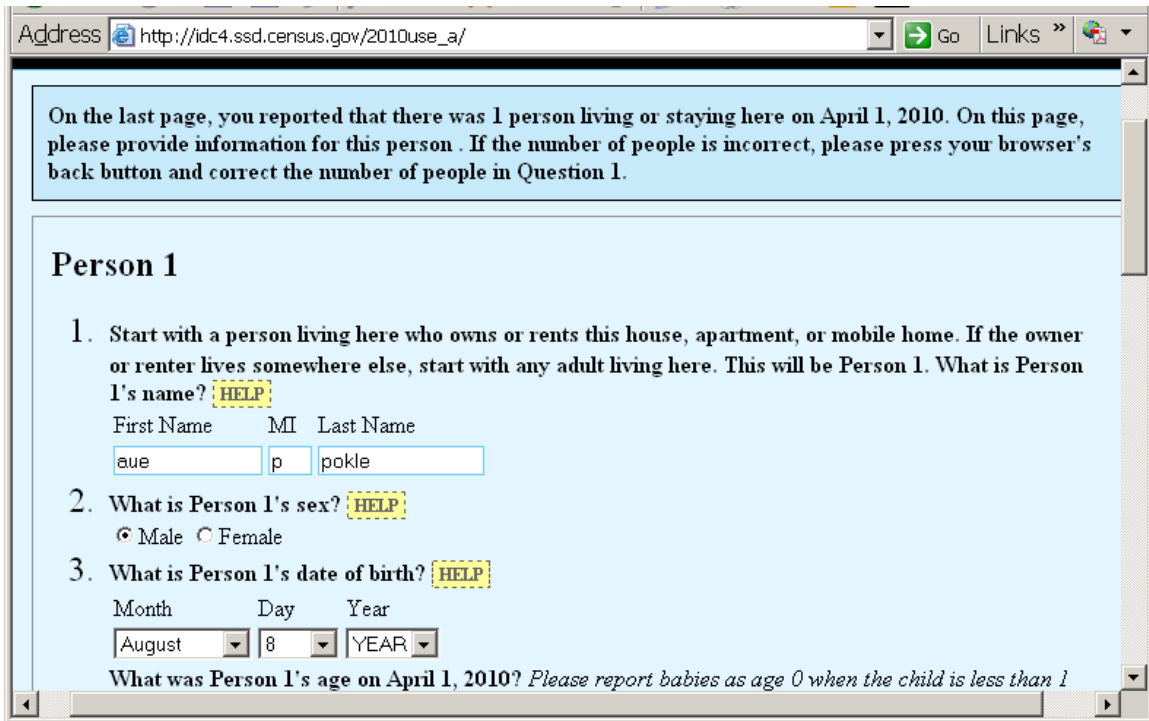 Address http://idc4.ssd.census.gov/2010use_a/ Go Links »
On the last page, you reported that there was 1 person living or staying here on April 1, 2010. On this page,
please provide information for this person . If the number of people is incorrect, please press your browser's
back button and correct the number of people in Question 1.
Person 1
1. Start with a person living here who owns or rents this house, apartment, or mobile home. If the owner
or renter lives somewhere else, start with any adult living here. This will be Person 1. What is Person
1's name? HELP
First Name MI Last Name
aue p pokle
2. What is Person 1's sex? HELP
Male Female
3. What is Person 1's date of birth? HELP
Month Day Year
August 8 YEAR
What was Person 1's age on April 1, 2010? Please report babies as age 0 when the child is less than 1